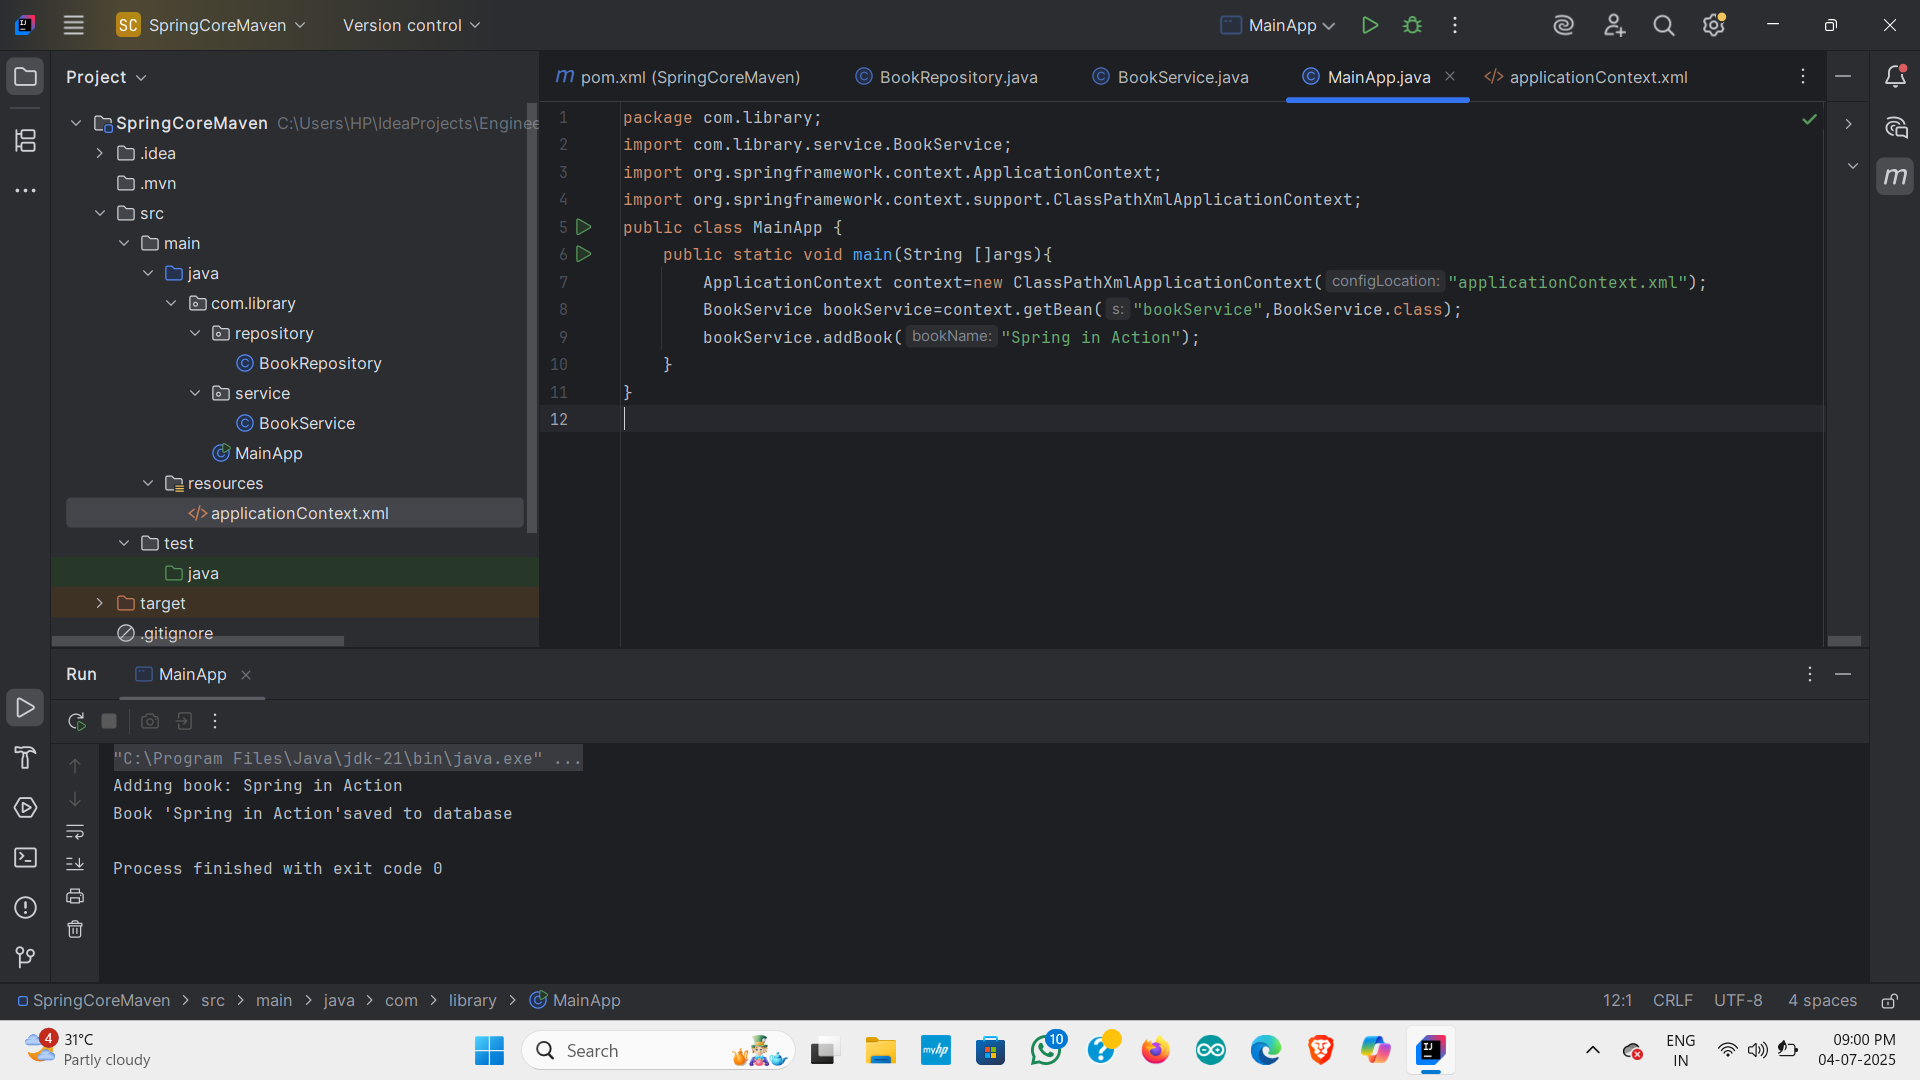 SC SpringCoreMaven Version control MainApp
Project
pom.xml (SpringCoreMaven) BookRepository.java BookService.java MainApp.java applicationContext.xml
SpringCoreMaven C:\Users\HP\IdeaProjects\Enginee
.idea
.mvn
src
main
java
com.library
repository
BookRepository
service
BookService
MainApp
resources
applicationContext.xml
test
java
target
.gitignore
1 package com.library;
2 import com.library.service.BookService;
3 import org.springframework.context.ApplicationContext;
4 import org.springframework.context.support.ClassPathXmlApplicationContext;
5 public class MainApp {
6 public static void main(String []args){
7 ApplicationContext context=new ClassPathXmlApplicationContext( configLocation: "applicationContext.xml");
8 BookService bookService=context.getBean( s: "bookService",BookService.class);
9 bookService.addBook( bookName: "Spring in Action");
10 }
11 }
12
Run MainApp
"C:\Program Files\Java\jdk-21\bin\java.exe" ...
Adding book: Spring in Action
Book 'Spring in Action'saved to database
Process finished with exit code 0
SpringCoreMaven > src > main > java > com > library > MainApp 12:1 CRLF UTF-8 4 spaces
4 31°C
Partly cloudy
Search
myhp
10
IJ
ENG
IN
09:00 PM
04-07-2025